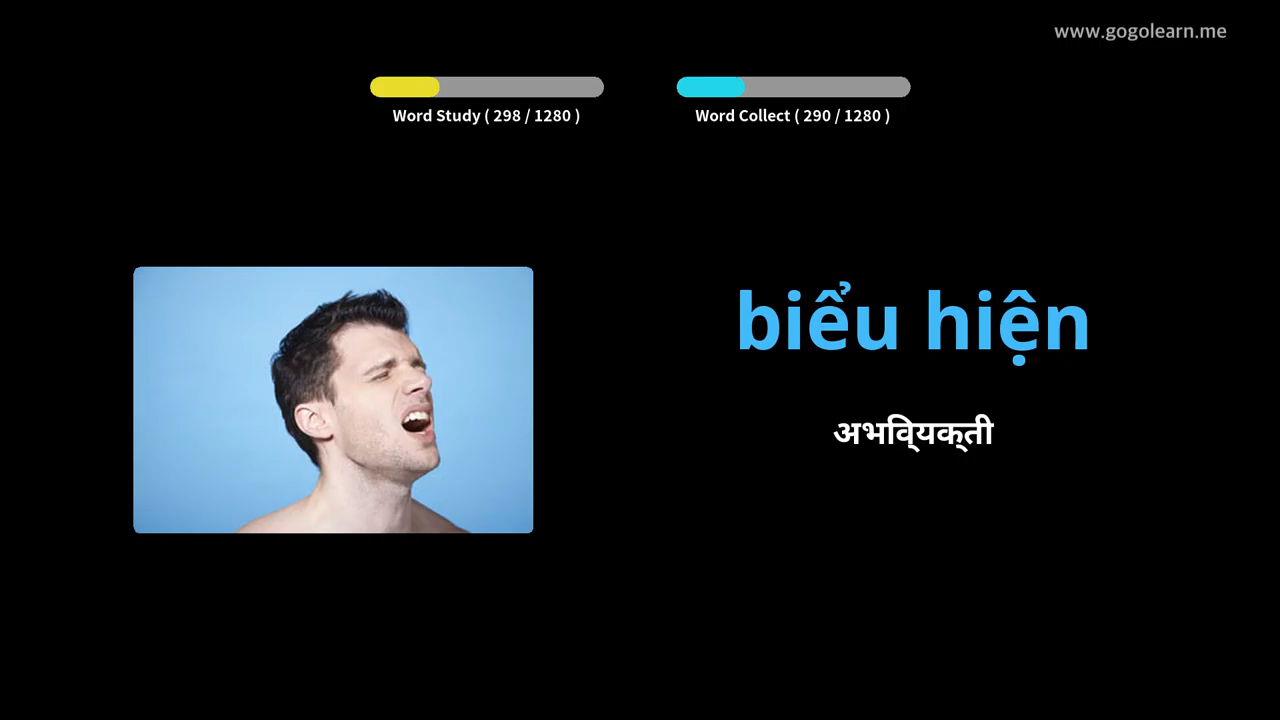 www.gogolearn.me
Word Study ( 298 / 1280 )
Word Collect ( 290 / 1280 )
biểu hiện
अभिव्यक्ती